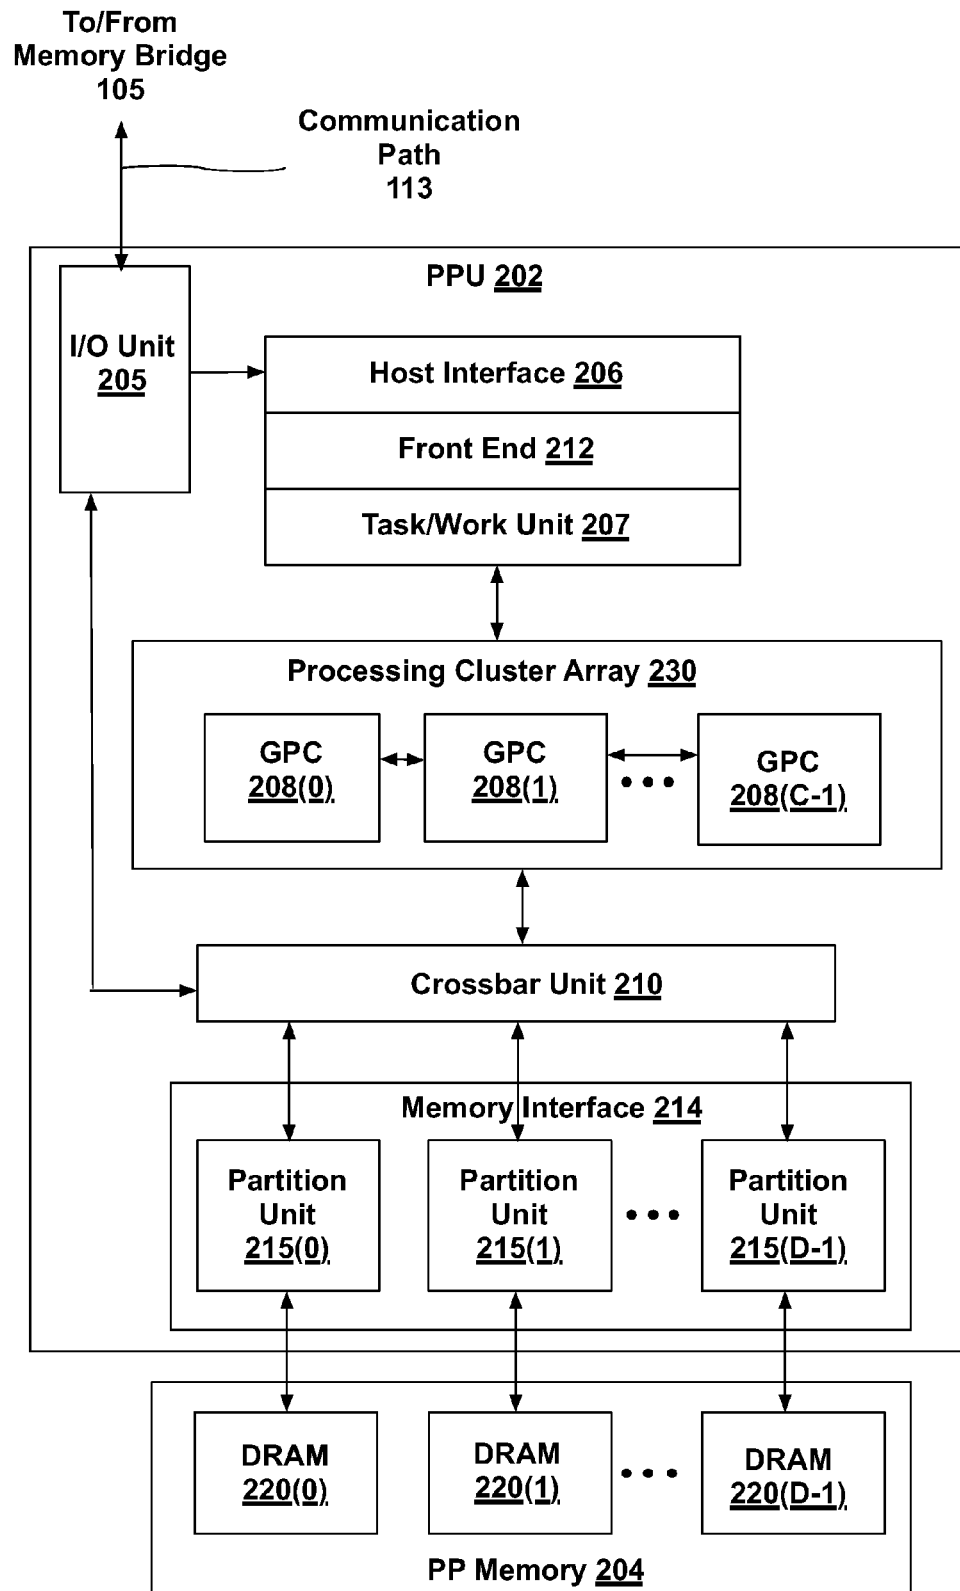 To/From
Memory Bridge
105
Communication
Path
113
PPU 202
I/O Unit
205
Host Interface 206
Front End 212
Task/Work Unit 207
Processing Cluster Array 230
GPC
208(0)
GPC
208(1)
GPC
208(C-1)
Crossbar Unit 210
Memory Interface 214
Partition
Unit
215(0)
Partition
Unit
215(1)
Partition
Unit
215(D-1)
DRAM
220(0)
DRAM
220(1)
DRAM
220(D-1)
PP Memory 204